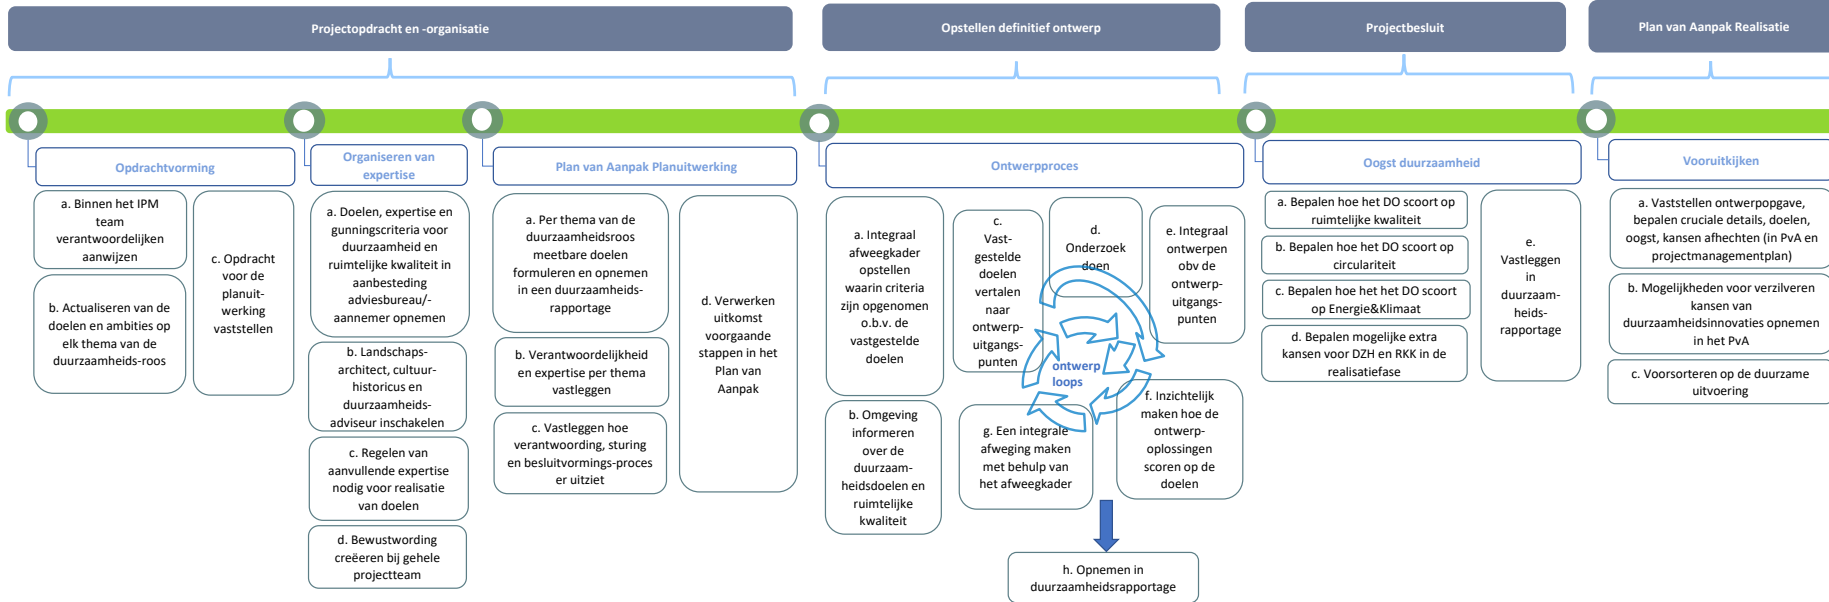 Projectopdracht en -organisatie
Opstellen definitief ontwerp
Projectbesluit
Plan van Aanpak Realisatie
Opdrachtvorming
a. Binnen het IPM
team
verantwoordelijken
aanwijzen
b. Actualiseren van de
doelen en ambities op
elk thema van de
duurzaamheids-roos
c. Opdracht
voor de
planuit-
werking
vaststellen
Organiseren van
expertise
a. Doelen, expertise en
gunningscriteria voor
duurzaamheid en
ruimtelijke kwaliteit in
aanbesteding
adviesbureau/-
aannemer opnemen
b. Landschaps-
architect, cultuur-
historicus en
duurzaamheids-
adviseur inschakelen
c. Regelen van
aanvullende expertise
nodig voor realisatie
van doelen
d. Bewustwording
creëeren bij gehele
projectteam
Plan van Aanpak Planuitwerking
a. Per thema van de
duurzaamheidsroos
meetbare doelen
formuleren en opnemen
in een duurzaamheids-
rapportage
b. Verantwoordelijkheid
en expertise per thema
vastleggen
c. Vastleggen hoe
verantwoording, sturing
en besluitvormings-proces
er uitziet
d. Verwerken
uitkomst
voorgaande
stappen in het
Plan van
Aanpak
Ontwerpproces
a. Integraal
afweegkader
opstellen
waarin criteria
zijn opgenomen
o.b.v. de
vastgestelde
doelen
b. Omgeving
informeren
over de
duurzaam-
heidsdoelen en
ruimtelijke
kwaliteit
c.
Vast-
gestelde
doelen
vertalen
naar
ontwerp-
uitgangs-
punten
d.
Onderzoek
doen
e. Integraal
ontwerpen
obv de
ontwerp-
uitgangs-
punten
ontwerp
loops
f. Inzichtelijk
maken hoe de
ontwerp-
oplossingen
scoren op de
doelen
g. Een integrale
afweging maken
met behulp van
het afweegkader
h. Opnemen in
duurzaamheidsrapportage
Oogst duurzaamheid
a. Bepalen hoe het DO scoort op
ruimtelijke kwaliteit
b. Bepalen hoe het DO scoort op
circulariteit
c. Bepalen hoe het het DO scoort
op Energie&Klimaat
d. Bepalen mogelijke extra
kansen voor DZH en RKK in de
realisatiefase
e.
Vastleggen
in
duurzaam-
heids-
rapportage
Vooruitkijken
a. Vaststellen ontwerpopgave,
bepalen cruciale details, doelen,
oogst, kansen afhechten (in PvA en
projectmanagementplan)
b. Mogelijkheden voor verzilveren
kansen van
duurzaamheidsinnovaties opnemen
in het PvA
c. Voorsorteren op de duurzame
uitvoering